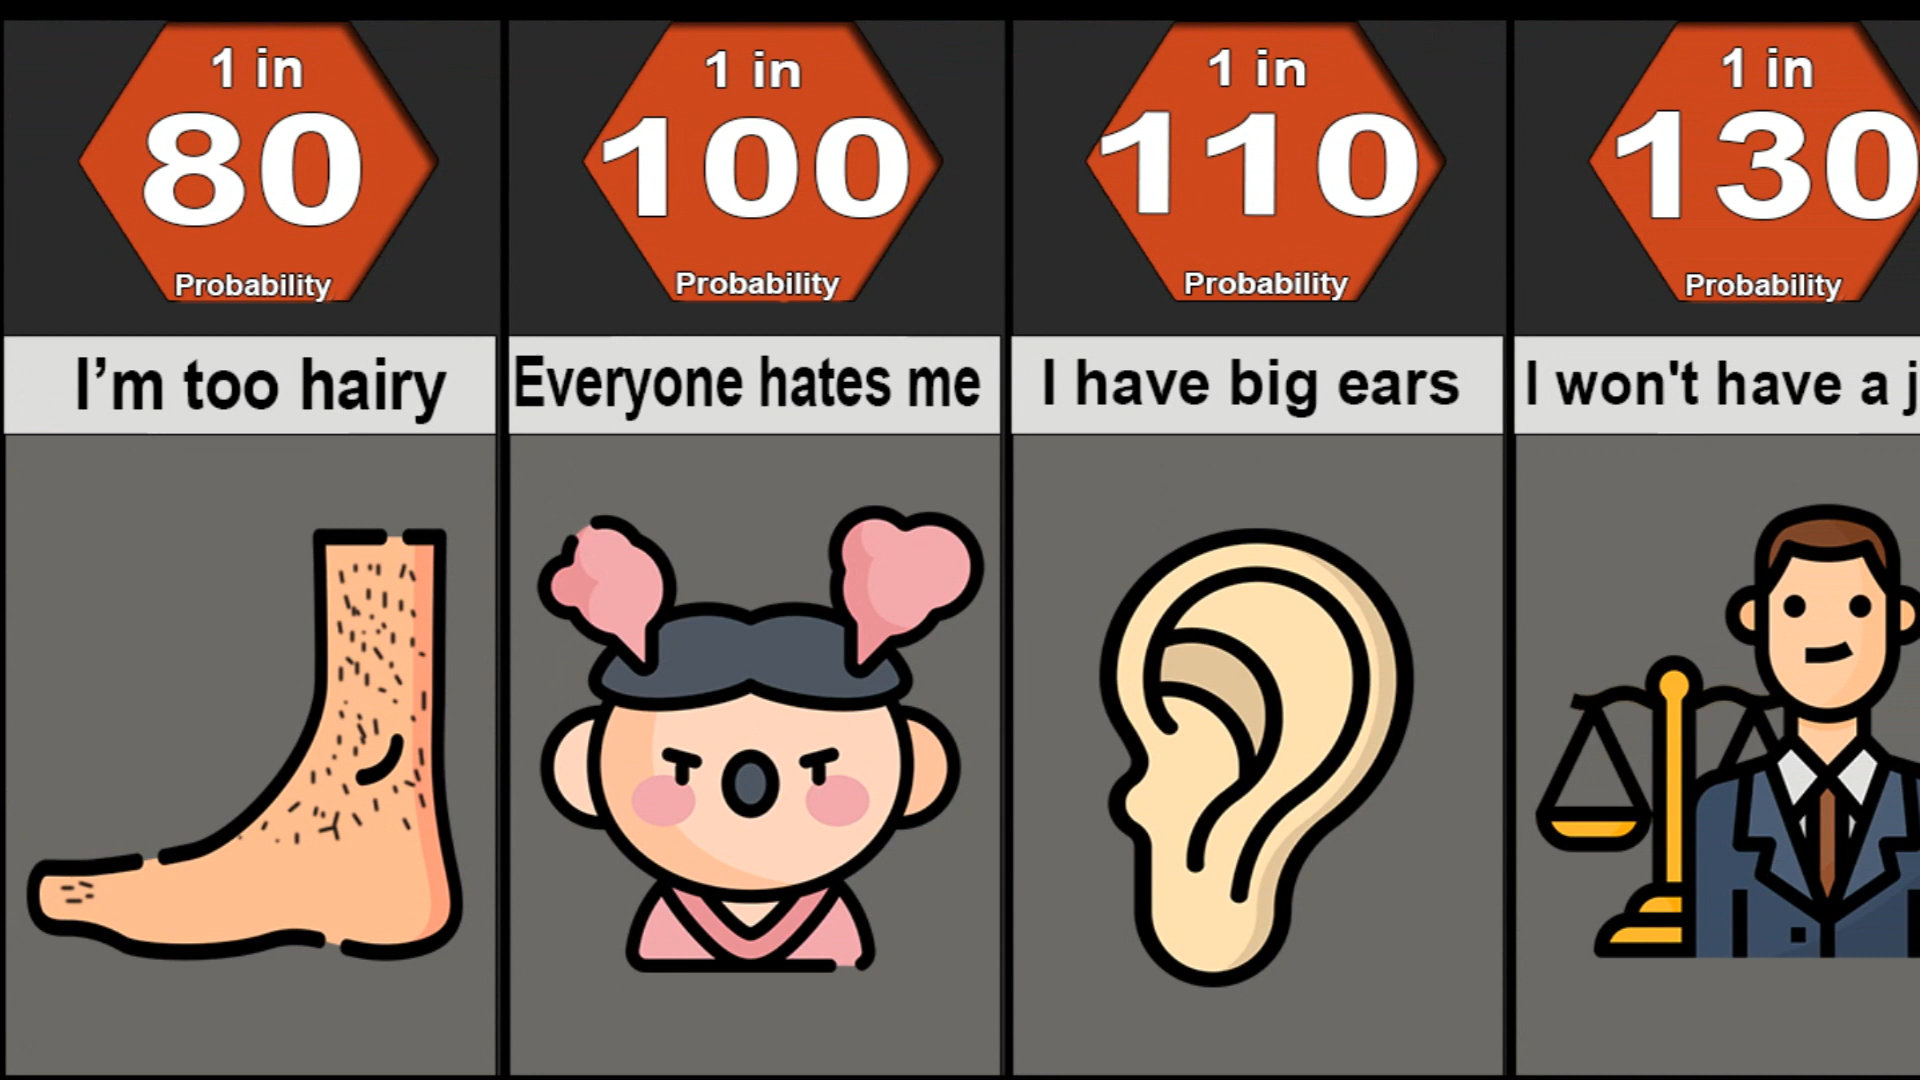 1 in
80
Probability
I'm too hairy
1 in
100
Probability
Everyone hates me
1 in
110
Probability
I have big ears
1 in
130
Probability
I won't have a j